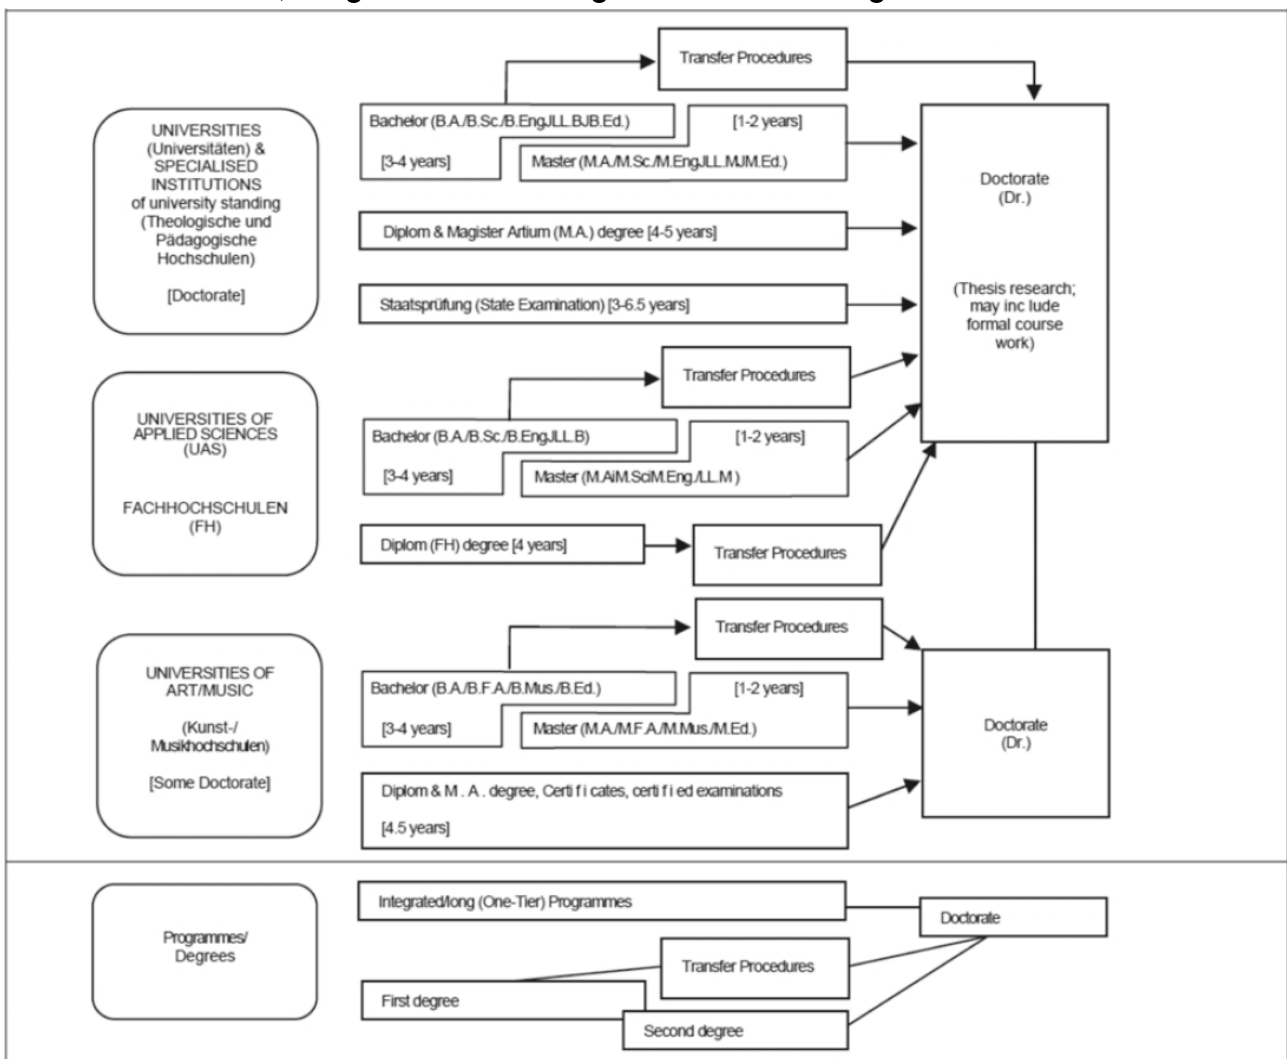 Transfer Procedures
UNIVERSITIES
(Universitäten) &
SPECIALISED
INSTITUTIONS
of university standing
(Theologische und
Pädagogische
Hochschulen)
[Doctorate]
Bachelor (B.A./B.Sc./B.EngJLL.BJB.Ed.)
[1-2 years]
[3-4 years]
Master (M.A./M.Sc./M.EngJLL.MJM.Ed.)
Diplom & Magister Artium (M.A.) degree [4-5 years]
Staatsprüfung (State Examination) [3-6.5 years]
Doctorate
(Dr.)
(Thesis research;
may inc lude
formal course
work)
Transfer Procedures
UNIVERSITIES OF
APPLIED SCIENCES
(UAS)
FACHHOCHSCHULEN
(FH)
Bachelor (B.A./B.Sc./B.EngJLL.B)
[1-2 years]
[3-4 years]
Master (M.AiM.SciM.Eng./LL.M )
Diplom (FH) degree [4 years]
Transfer Procedures
Transfer Procedures
UNIVERSITIES OF
ART/MUSIC
(Kunst-/
Musikhochschulen)
[Some Doctorate]
Bachelor (B.A./B.F.A./B.Mus./B.Ed.)
[1-2 years]
[3-4 years]
Master (M.A./M.F.A./M.Mus./M.Ed.)
Diplom & M . A . degree, Certi f i cates, certi f i ed examinations
[4.5 years]
Doctorate
(Dr.)
Programmes/
Degrees
Integrated/long (One-Tier) Programmes
Doctorate
Transfer Procedures
First degree
Second degree